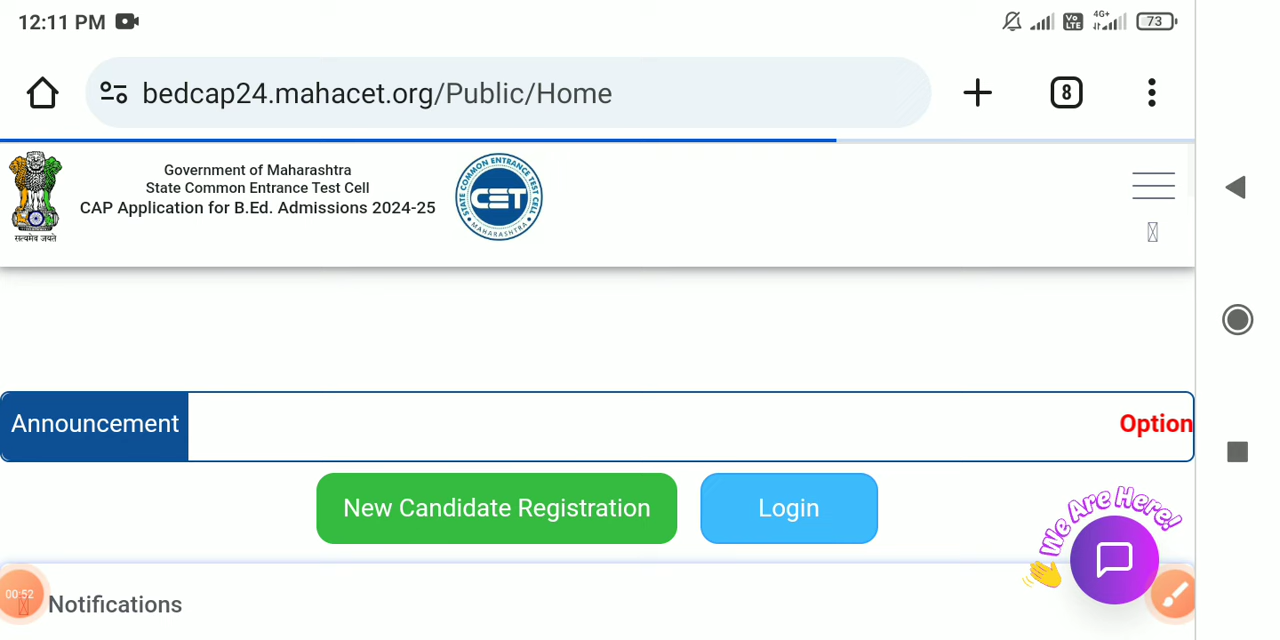 12:11 PM
Vo LTE 4G+ 73
bedcap24.mahacet.org/Public/Home
8
Government of Maharashtra
State Common Entrance Test Cell
CAP Application for B.Ed. Admissions 2024-25
सत्यमेव जयते
STATE COMMON ENTRANCE TEST CELL
CET
MAHARASHTRA
Announcement
Option
New Candidate Registration
Login
We Are Here!
00:52
Notifications